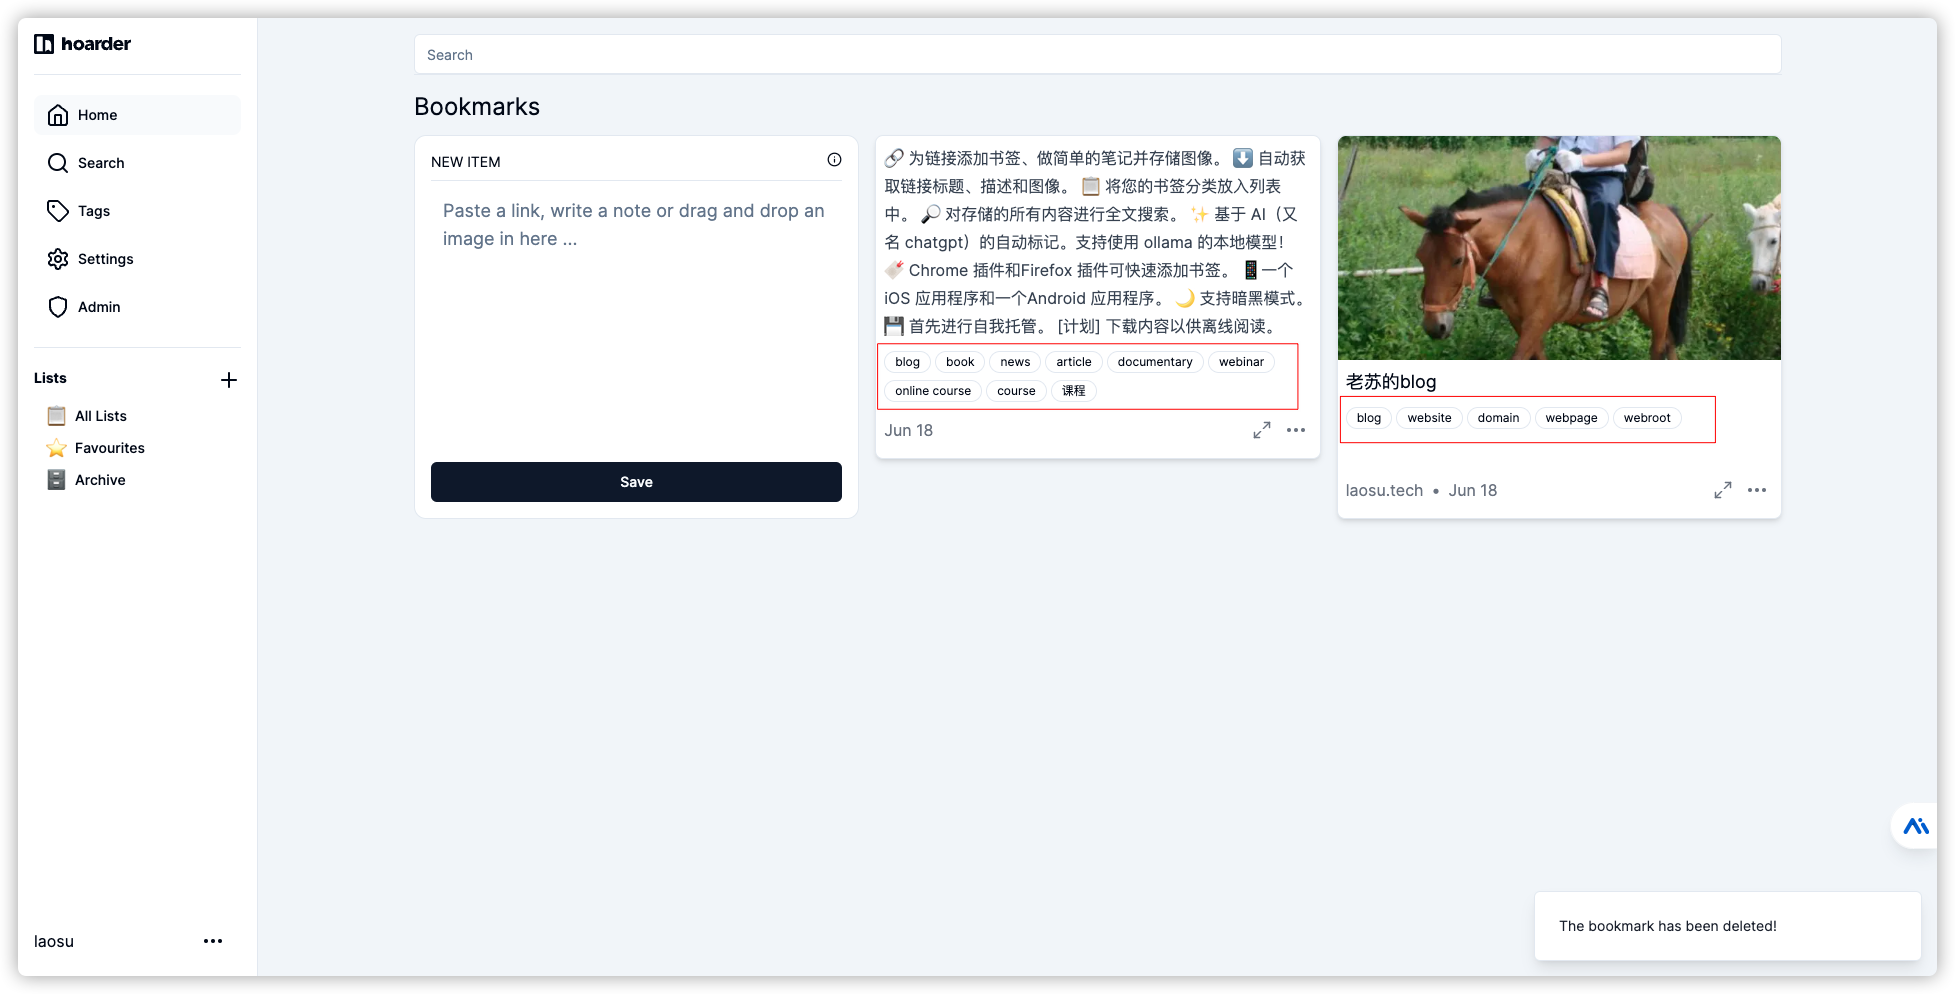 hoarder
Home
Search
Tags
Settings
Admin
Lists
All Lists
Favourites
Archive
laosu
Search
Bookmarks
NEW ITEM
Paste a link, write a note or drag and drop an
image in here ...
Save
🔗 为链接添加书签、做简单的笔记并存储图像。 ⬇️ 自动获
取链接标题、描述和图像。 📋 将您的书签分类放入列表
中。 🔎 对存储的所有内容进行全文搜索。 ✨ 基于 AI（又
名 chatgpt）的自动标记。支持使用 ollama 的本地模型！
🔖 Chrome 插件和Firefox 插件可快速添加书签。 📱一个
iOS 应用程序和一个Android 应用程序。 🌙 支持暗黑模式。
💾 首先进行自我托管。 [计划] 下载内容以供离线阅读。
blog book news article documentary webinar
online course course 课程
Jun 18
老苏的blog
blog website domain webpage webroot
laosu.tech • Jun 18
The bookmark has been deleted!